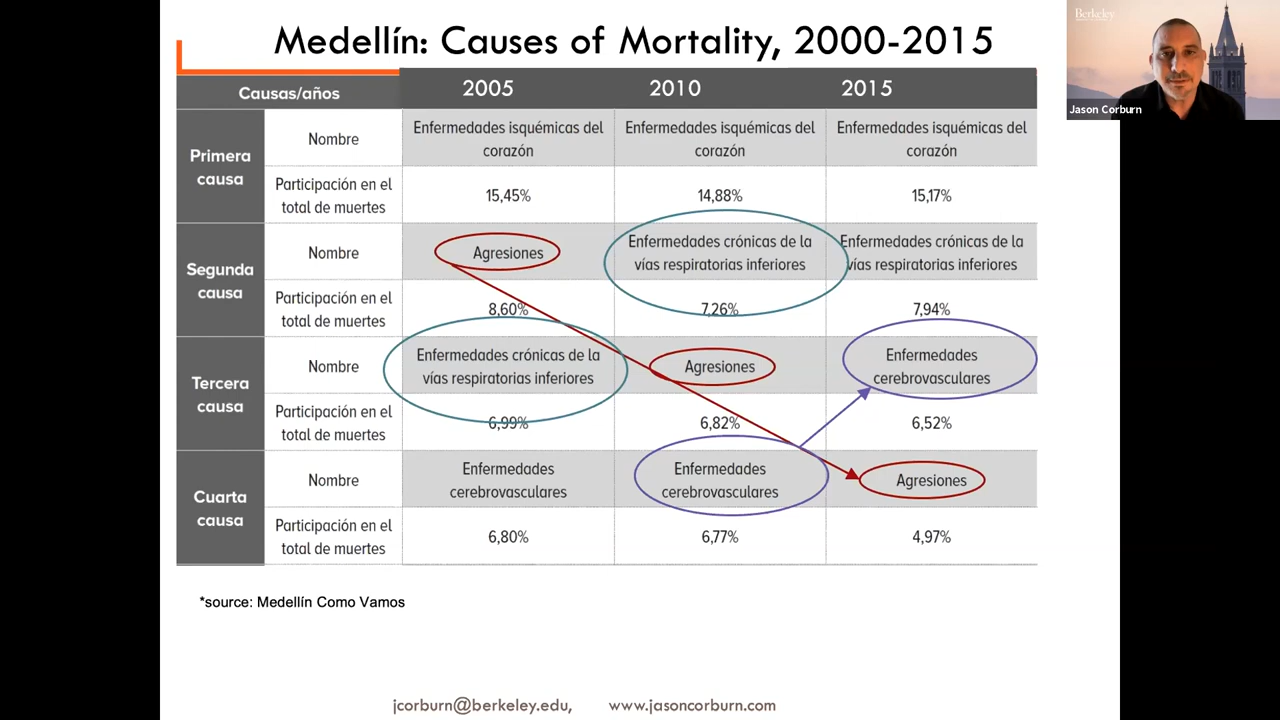 Medellín: Causes of Mortality, 2000-2015
Berkeley
Jason Corburn
Causas/años
2005
2010
2015
Primera
causa
Nombre
Enfermedades isquémicas del
corazón
Enfermedades isquémicas del
corazón
Enfermedades isquémicas del
corazón
Participación en el
total de muertes
15,45%
14,88%
15,17%
Segunda
causa
Nombre
Agresiones
Enfermedades crónicas de la
vías respiratorias inferiores
Enfermedades crónicas de la
vías respiratorias inferiores
Participación en el
total de muertes
8,60%
7,26%
7,94%
Tercera
causa
Nombre
Enfermedades crónicas de la
vías respiratorias inferiores
Agresiones
Enfermedades
cerebrovasculares
Participación en el
total de muertes
6,99%
6,82%
6,52%
Cuarta
causa
Nombre
Enfermedades
cerebrovasculares
Enfermedades
cerebrovasculares
Agresiones
Participación en el
total de muertes
6,80%
6,77%
4,97%
*source: Medellín Como Vamos
jcorburn@berkeley.edu, www.jasoncorburn.com